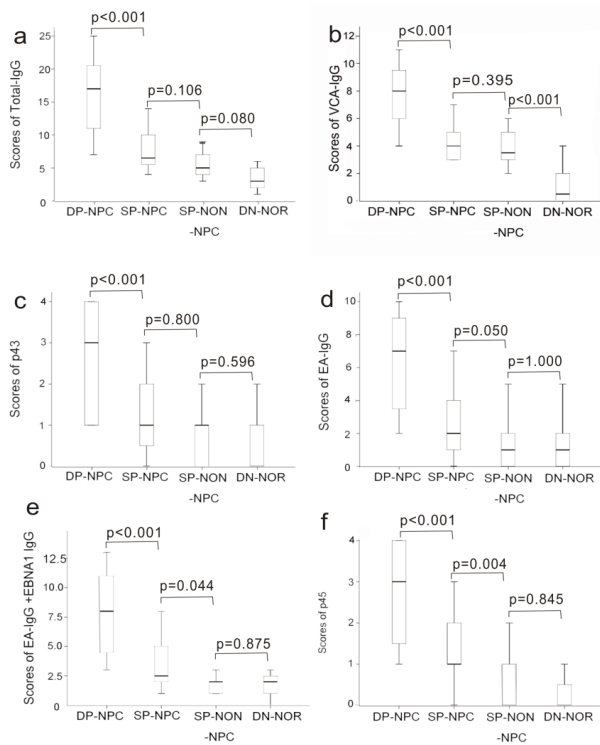 a
p<0.001
p=0.106
p=0.080
Scores of Total-IgG
25
20
15
10
5
0
DP-NPC SP-NPC SP-NON DN-NOR
-NPC
b
p<0.001
p=0.395
p<0.001
Scores of VCA-IgG
12
10
8
6
4
2
0
DP-NPC SP-NPC SP-NON DN-NOR
-NPC
c
p<0.001
p=0.800
p=0.596
Scores of p43
4
3
2
1
0
DP-NPC SP-NPC SP-NON DN-NOR
-NPC
d
p<0.001
p=0.050
p=1.000
Scores of EA-IgG
10
8
6
4
2
0
DP-NPC SP-NPC SP-NON DN-NOR
-NPC
e
p<0.001
p=0.044
p=0.875
Scores of EA-IgG +EBNA1 IgG
12.5
10.0
7.5
5.0
2.5
0
DP-NPC SP-NPC SP-NON DN-NOR
-NPC
f
p<0.001
p=0.004
p=0.845
Scores of p45
4
3
2
1
0
DP-NPC SP-NPC SP-NON DN-NOR
-NPC